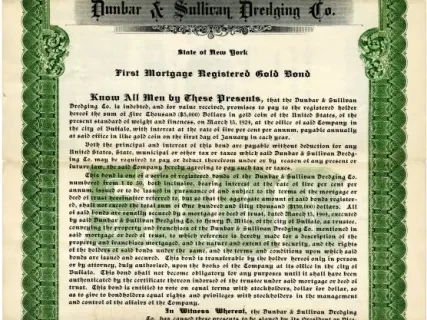 Dunbar & Sullivan Dredging Co.
State of New York
First Mortgage Registered Gold Bond
Know All Men by These Presents, that the Dunbar & Sullivan
Dredging Co. is indebted, and for value received, promises to pay to the registered holder
hereof the sum of Five Thousand ($5,000) Dollars in gold coin of the United States, of the
present standard of weight and fineness, on March 15, 1924, at the office of said Company in
the city of Buffalo, with interest at the rate of five per cent per annum, payable annually
at said office in like gold coin on the first day of January in each year.
Both the principal and interest of this bond are payable without deduction for any
United States, State, municipal or other tax or taxes which said Dunbar & Sullivan Dredg-
ing Co. may be required to pay or deduct therefrom under or by reason of any present or
future law, the said Company hereby agreeing to pay such tax or taxes.
This bond is one of a series of registered bonds of the Dunbar & Sullivan Dredging Co.
numbered from 1 to 50, both inclusive, bearing interest at the rate of five per cent per
annum, issued or to be issued in pursuance of and subject to the terms of the mortgage or
deed of trust hereinafter referred to, but so that the aggregate amount of said bonds register-
ed, shall not exceed the total sum of One hundred and fifty thousand ($150,000) dollars. All
of said bonds are equally secured by a mortgage or deed of trust, dated March 15, 1904, executed
by said Dunbar & Sullivan Dredging Co. to Henry D. Miles, of the city of Buffalo, as trustee,
conveying the property and franchises of the Dunbar & Sullivan Dredging Co. mentioned in
said mortgage or deed of trust, to which reference is hereby made for a description of the
property and franchises mortgaged, and the nature and extent of the security, and the rights
of the holders of said bonds under the same, and the terms and conditions upon which said
bonds are issued and secured. This bond is transferable by the holder hereof only in person
or by attorney, duly authorized, upon the books of the Company at its office in the city of
Buffalo. This bond shall not become obligatory for any purposes until it shall have been
authenticated by the certificate thereon indorsed of the trustee under said mortgage or deed of
trust. This bond is entitled to vote on equal terms with stockholders, dollar for dollar, so
as to give to bondholders equal rights and privileges with stockholders in the management
and control of the affairs of the Company.
In Witness Whereof, the Dunbar & Sullivan Dredging
Co. has caused these presents to be signed by its President or